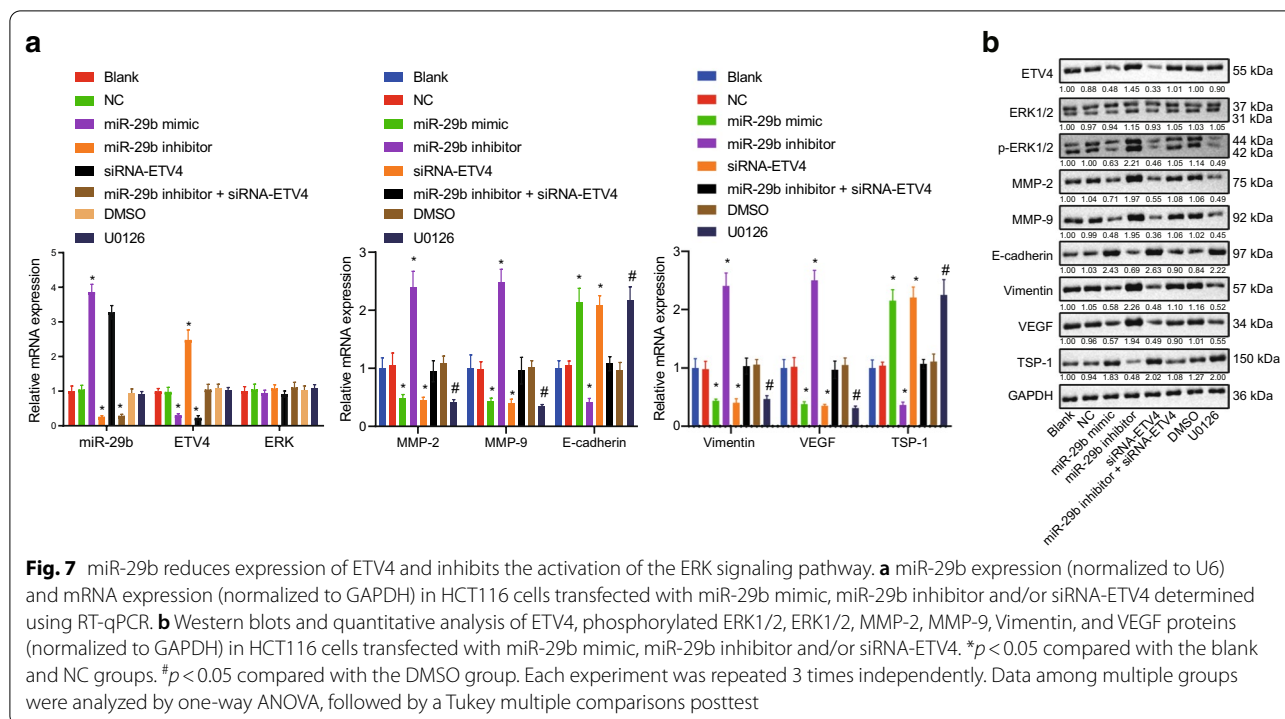 a
Blank
NC
miR-29b mimic
miR-29b inhibitor
siRNA-ETV4
miR-29b inhibitor + siRNA-ETV4
DMSO
U0126
Relative mRNA expression
5
4
3
2
1
0
* * * * * *
miR-29b ETV4 ERK
Blank
NC
miR-29b mimic
miR-29b inhibitor
siRNA-ETV4
miR-29b inhibitor + siRNA-ETV4
DMSO
U0126
Relative mRNA expression
3
2
1
0
* * * # * * * # * * * #
MMP-2 MMP-9 E-cadherin
Blank
NC
miR-29b mimic
miR-29b inhibitor
siRNA-ETV4
miR-29b inhibitor + siRNA-ETV4
DMSO
U0126
Relative mRNA expression
3
2
1
0
* * * # * * * # * * * #
Vimentin VEGF TSP-1
b
ETV4 55 kDa
1.00 0.88 0.48 1.45 0.33 1.01 1.00 0.90
ERK1/2 37 kDa
31 kDa
1.00 0.97 0.94 1.15 0.93 1.05 1.03 1.05
p-ERK1/2 44 kDa
42 kDa
1.00 1.00 0.63 2.21 0.46 1.05 1.14 0.49
MMP-2 75 kDa
1.00 1.04 0.71 1.97 0.55 1.08 1.06 0.49
MMP-9 92 kDa
1.00 0.99 0.48 1.95 0.36 1.06 1.02 0.45
E-cadherin 97 kDa
1.00 1.03 2.43 0.69 2.63 0.90 0.84 2.22
Vimentin 57 kDa
1.00 1.05 0.58 2.26 0.48 1.10 1.16 0.52
VEGF 34 kDa
1.00 0.96 0.57 1.94 0.49 0.90 1.01 0.55
TSP-1 150 kDa
1.00 0.94 1.83 0.48 2.02 1.08 1.27 2.00
GAPDH 36 kDa
Blank
NC
miR-29b mimic
miR-29b inhibitor
siRNA-ETV4
miR-29b inhibitor + siRNA-ETV4
DMSO
U0126
Fig. 7 miR-29b reduces expression of ETV4 and inhibits the activation of the ERK signaling pathway. a miR-29b expression (normalized to U6)
and mRNA expression (normalized to GAPDH) in HCT116 cells transfected with miR-29b mimic, miR-29b inhibitor and/or siRNA-ETV4 determined
using RT-qPCR. b Western blots and quantitative analysis of ETV4, phosphorylated ERK1/2, ERK1/2, MMP-2, MMP-9, Vimentin, and VEGF proteins
(normalized to GAPDH) in HCT116 cells transfected with miR-29b mimic, miR-29b inhibitor and/or siRNA-ETV4. *p < 0.05 compared with the blank
and NC groups. #p < 0.05 compared with the DMSO group. Each experiment was repeated 3 times independently. Data among multiple groups
were analyzed by one-way ANOVA, followed by a Tukey multiple comparisons posttest